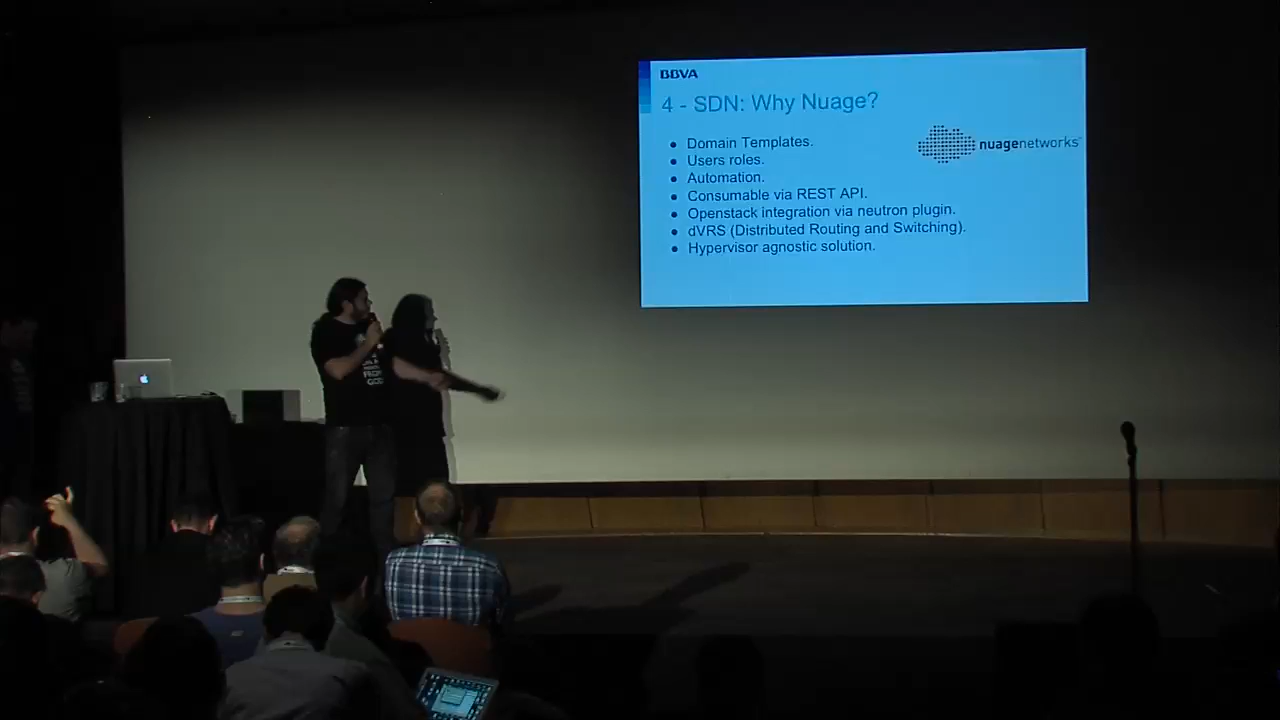 BBVA
4 - SDN: Why Nuage?
nuagenetworks
Domain Templates.
Users roles.
Automation.
Consumable via REST API.
Openstack integration via neutron plugin.
dVRS (Distributed Routing and Switching).
Hypervisor agnostic solution.
FROM